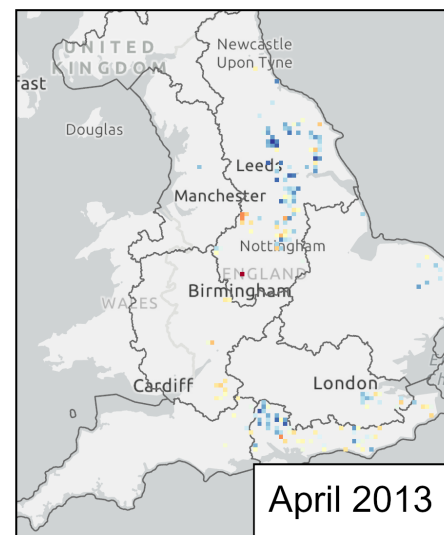 UNITED
KINGDOM
Newcastle
Upon Tyne
fast
Douglas
Leeds
Manchester
Nottingham
ENGLAND
Birmingham
WALES
Cardiff
London
April 2013